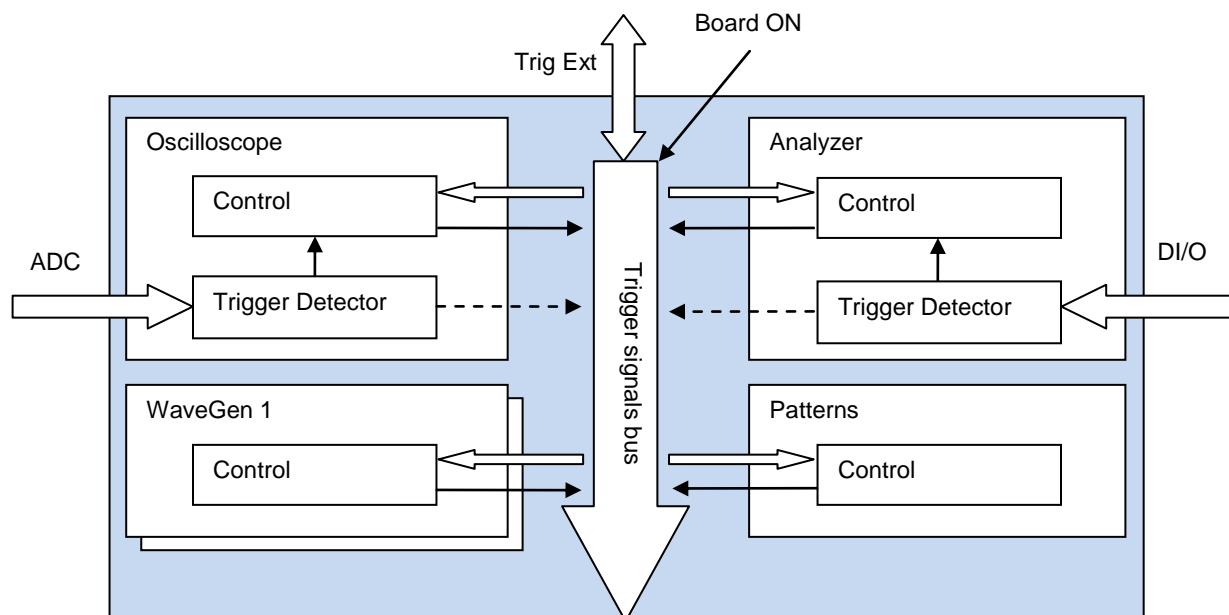 Board ON
Trig Ext
Oscilloscope
Control
Trigger Detector
ADC
Analyzer
Control
Trigger Detector
DI/O
Trigger signals bus
WaveGen 1
Control
Patterns
Control